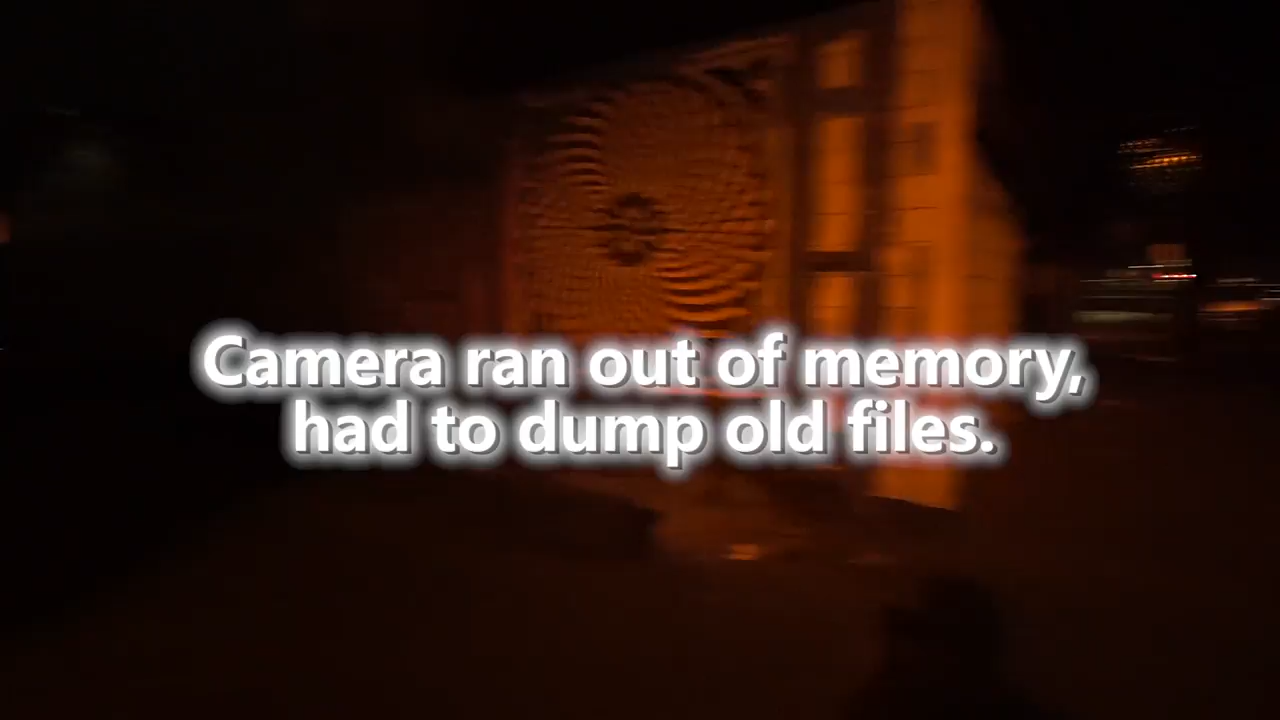 Camera ran out of memory,
had to dump old files.